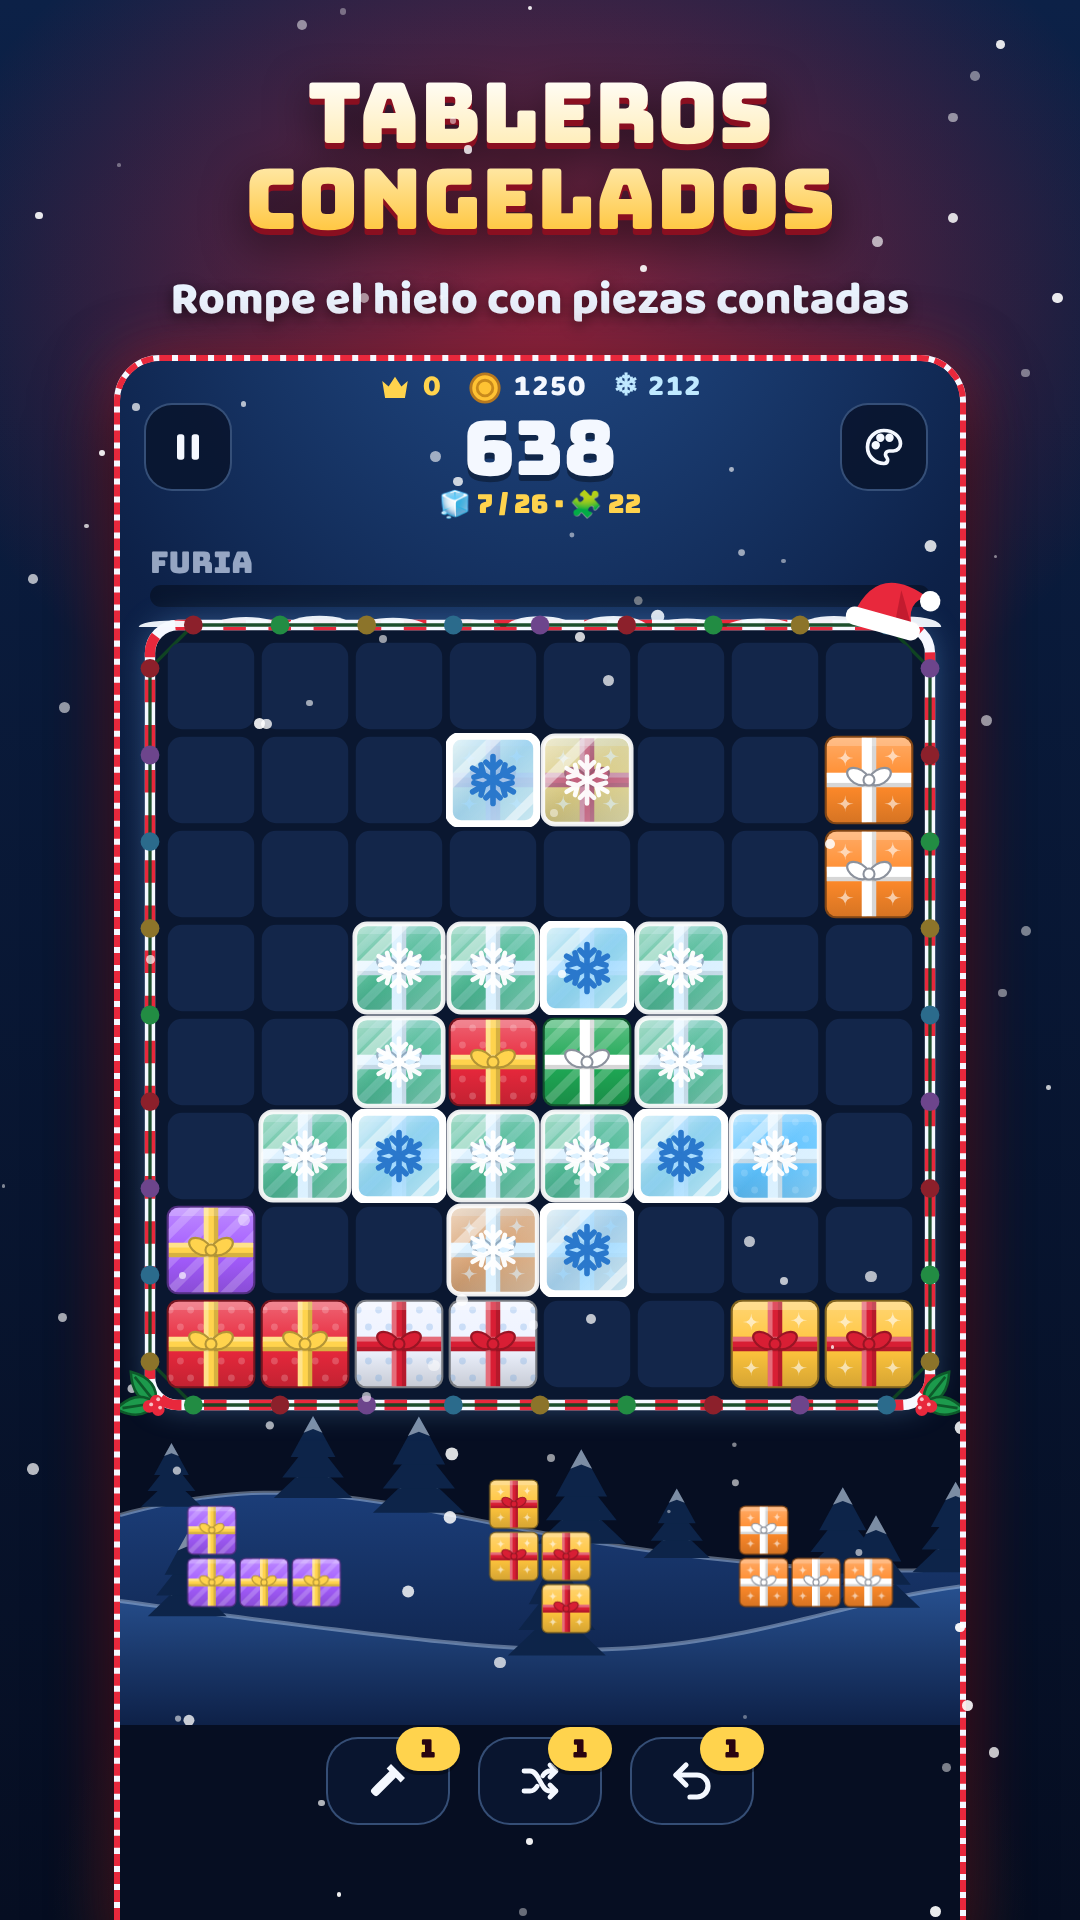 TABLEROS
CONGELADOS
Rompe el hielo con piezas contadas
0 1250 212
638
7/26 · 22
FURIA
1 1 1